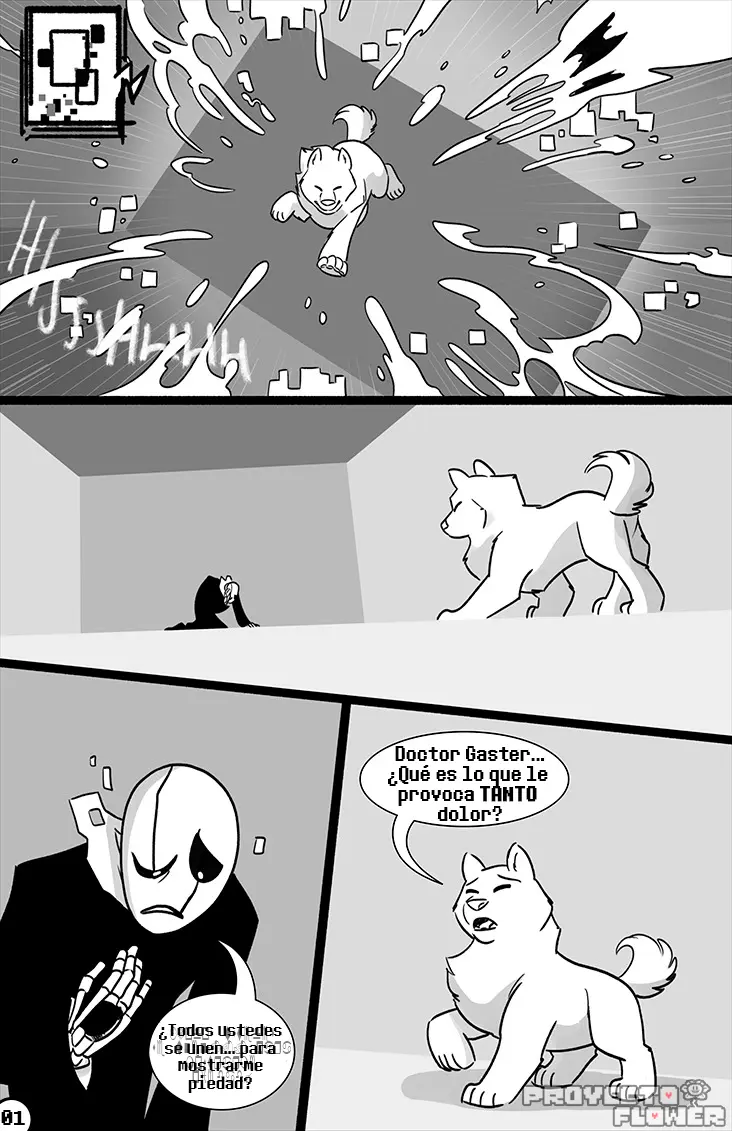 HJJJJAHHHH
Doctor Gaster...
¿Qué es lo que le
provoca TANTO
dolor?
¿Todos ustedes
se unen... para
mostrarme
piedad?
01
PROYECTO
FLOWER